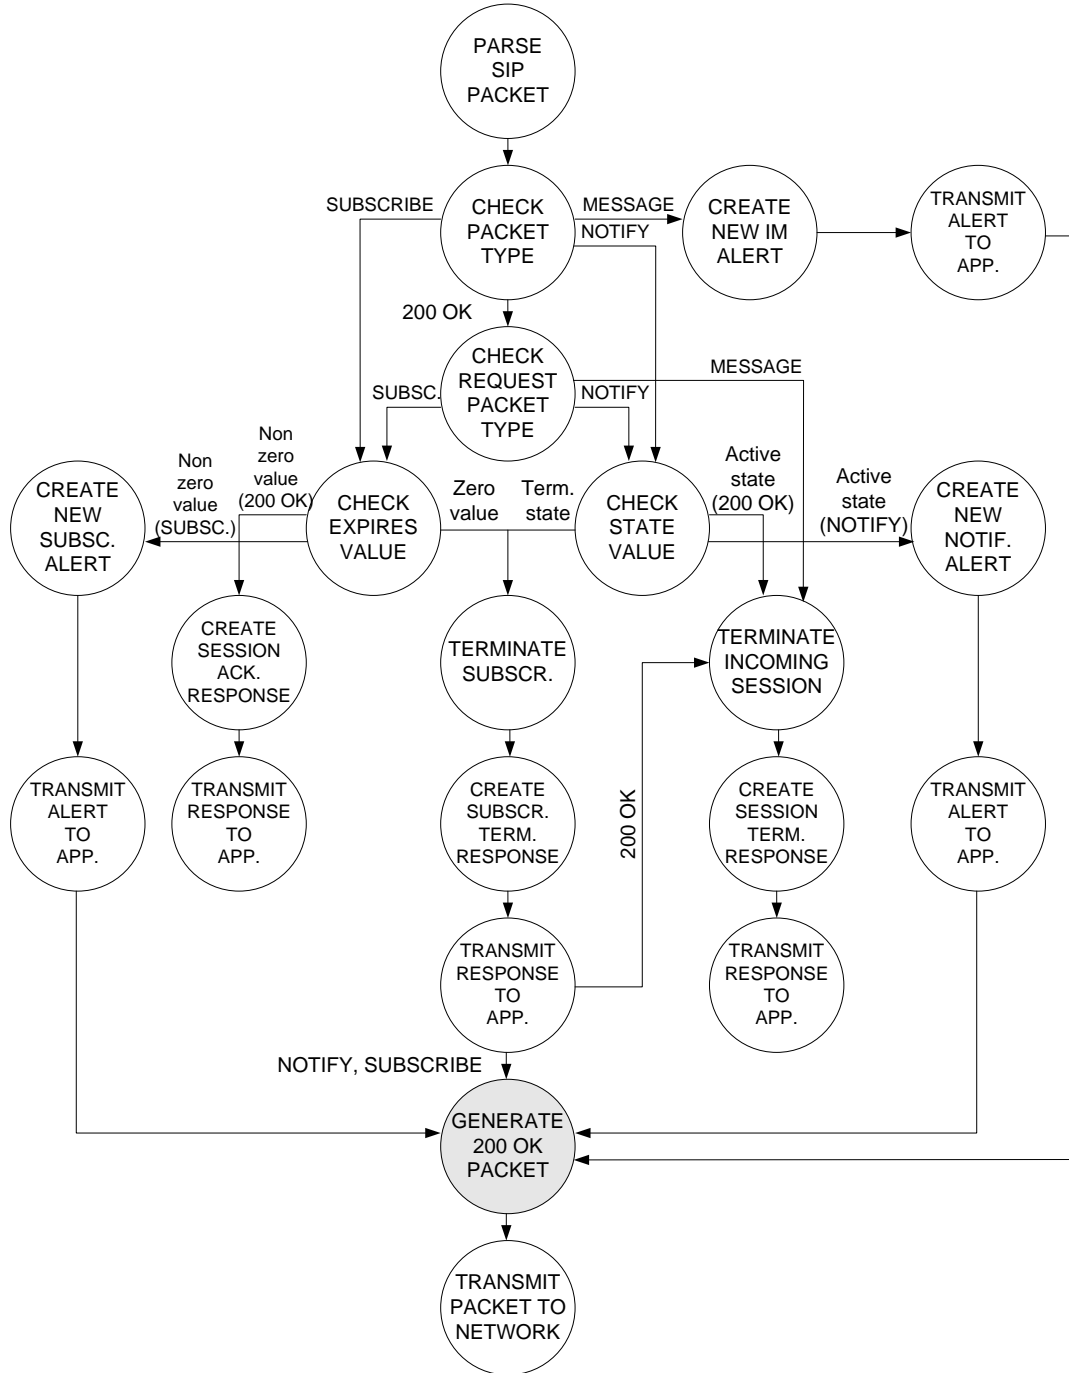 PARSE
SIP
PACKET
SUBSCRIBE
CHECK
PACKET
TYPE
MESSAGE
NOTIFY
CREATE
NEW IM
ALERT
TRANSMIT
ALERT
TO
APP.
200 OK
CHECK
REQUEST
PACKET
TYPE
SUBSC.
NOTIFY
MESSAGE
CREATE
NEW
SUBSC.
ALERT
Non
zero
value
(SUBSC.)
Non
zero
value
(200 OK)
CHECK
EXPIRES
VALUE
Zero
value
Term.
state
CHECK
STATE
VALUE
Active
state
(200 OK)
Active
state
(NOTIFY)
CREATE
NEW
NOTIF.
ALERT
CREATE
SESSION
ACK.
RESPONSE
TERMINATE
SUBSCR.
TERMINATE
INCOMING
SESSION
TRANSMIT
ALERT
TO
APP.
TRANSMIT
RESPONSE
TO
APP.
CREATE
SUBSCR.
TERM.
RESPONSE
200 OK
CREATE
SESSION
TERM.
RESPONSE
TRANSMIT
ALERT
TO
APP.
TRANSMIT
RESPONSE
TO
APP.
TRANSMIT
RESPONSE
TO
APP.
NOTIFY, SUBSCRIBE
GENERATE
200 OK
PACKET
TRANSMIT
PACKET TO
NETWORK